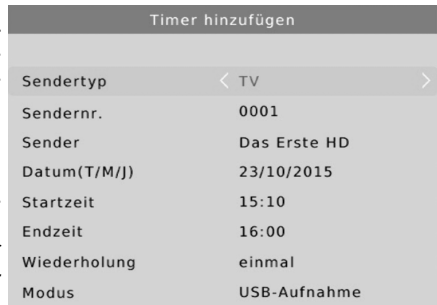 Timer hinzufügen
Sendertyp < TV >
Sendernr. 0001
Sender Das Erste HD
Datum(T/M/J) 23/10/2015
Startzeit 15:10
Endzeit 16:00
Wiederholung einmal
Modus USB-Aufnahme